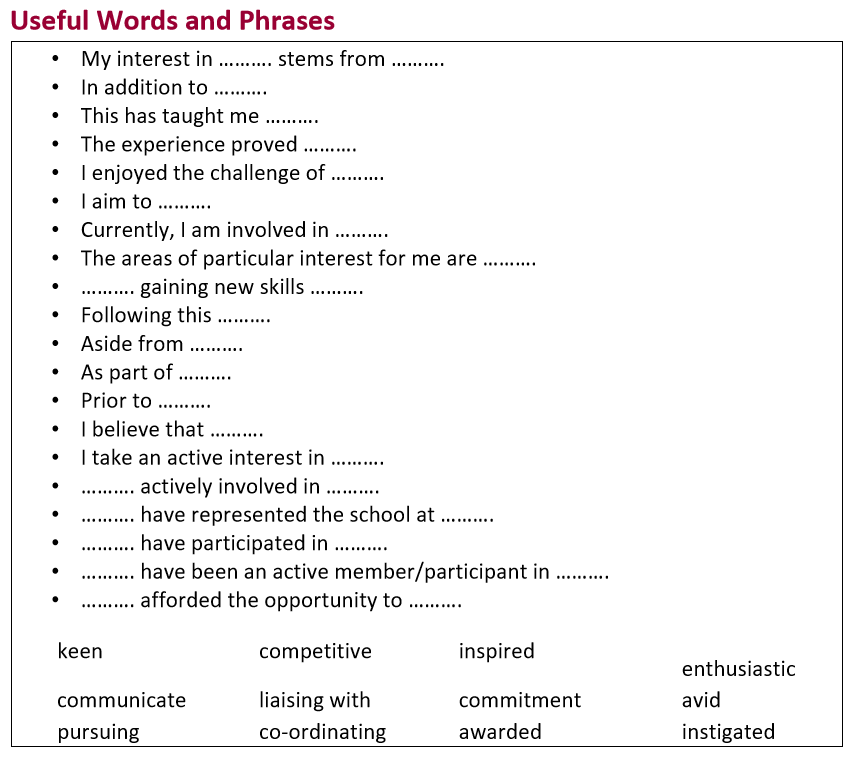 Useful Words and Phrases
• My interest in ………. stems from ……….
• In addition to ……….
• This has taught me ……….
• The experience proved ……….
• I enjoyed the challenge of ……….
• I aim to ……….
• Currently, I am involved in ……….
• The areas of particular interest for me are ……….
• ………. gaining new skills ……….
• Following this ……….
• Aside from ……….
• As part of ……….
• Prior to ……….
• I believe that ……….
• I take an active interest in ……….
• ………. actively involved in ……….
• ………. have represented the school at ……….
• ………. have participated in ……….
• ………. have been an active member/participant in ……….
• ………. afforded the opportunity to ……….
keen competitive inspired enthusiastic
communicate liaising with commitment avid
pursuing co-ordinating awarded instigated